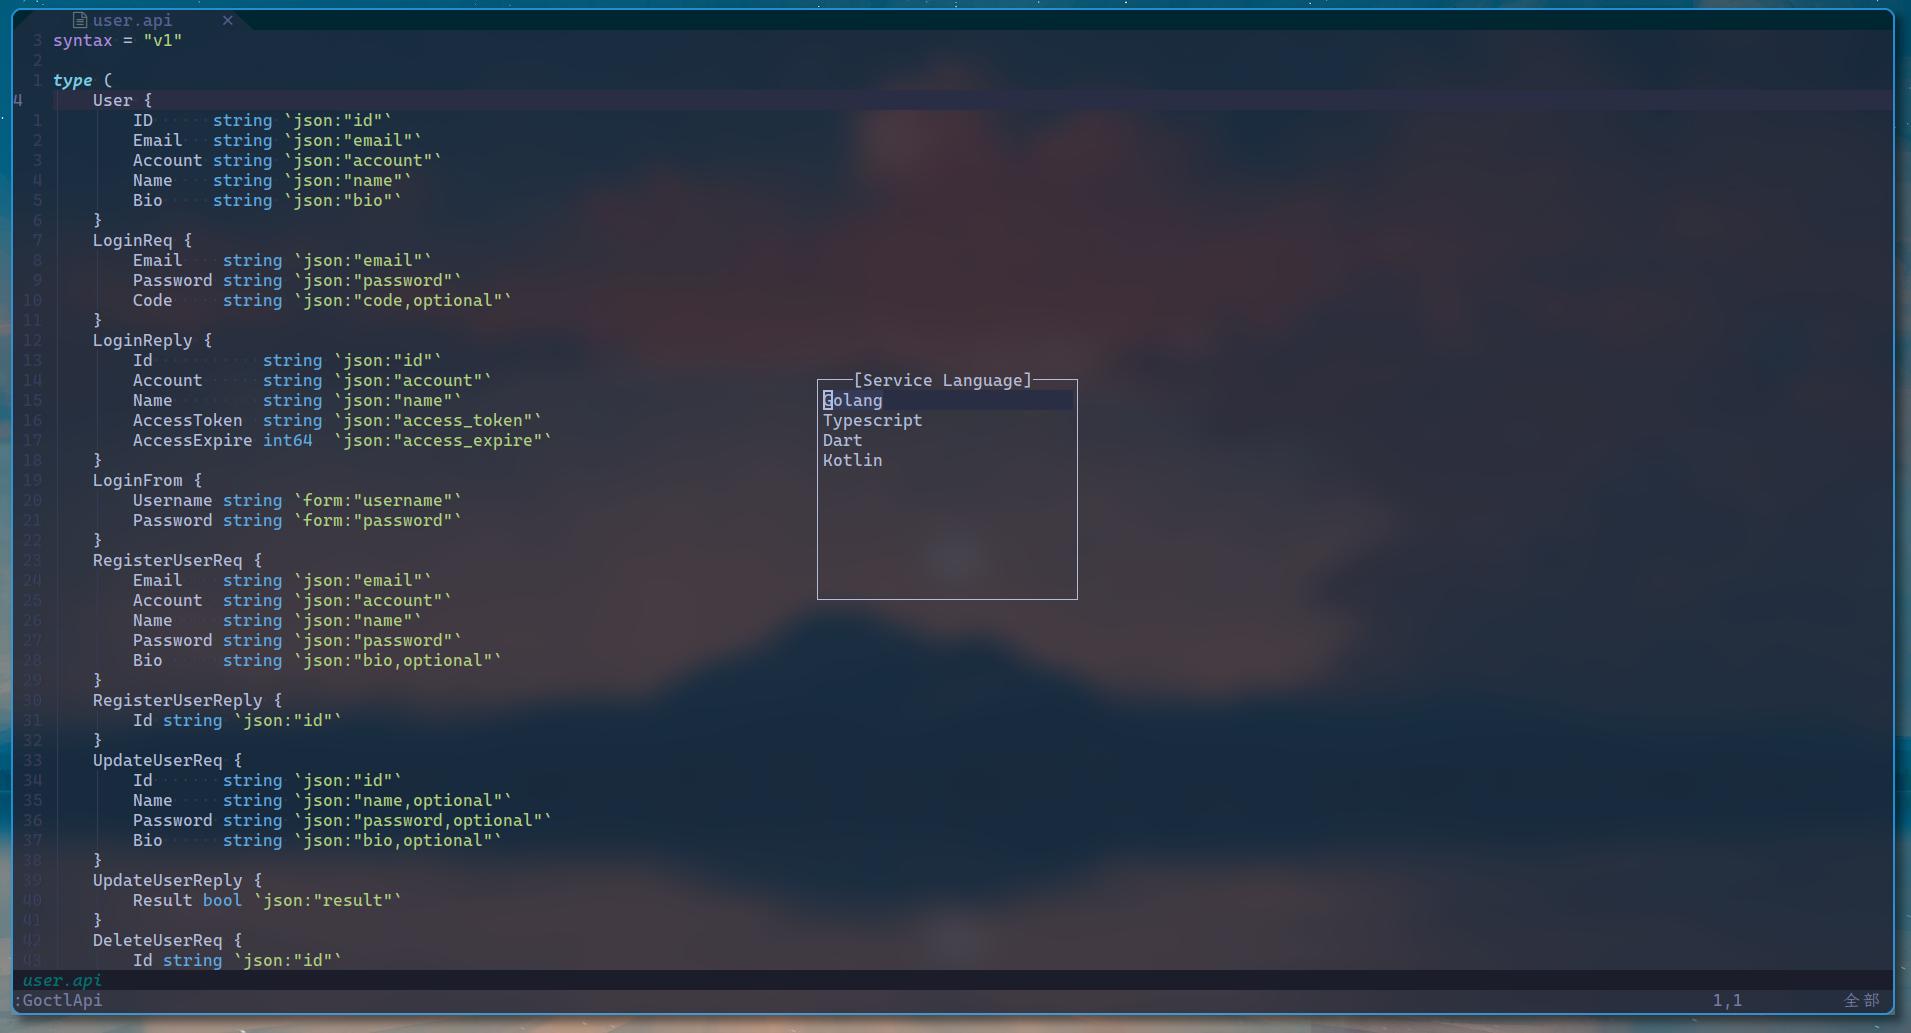 user.api ×
3 syntax = "v1"
2
1 type (
4 User {
1 ID string `json:"id"`
2 Email string `json:"email"`
3 Account string `json:"account"`
4 Name string `json:"name"`
5 Bio string `json:"bio"`
6 }
7 LoginReq {
8 Email string `json:"email"`
9 Password string `json:"password"`
10 Code string `json:"code,optional"`
11 }
12 LoginReply {
13 Id string `json:"id"`
14 Account string `json:"account"`
15 Name string `json:"name"`
16 AccessToken string `json:"access_token"`
17 AccessExpire int64 `json:"access_expire"`
18 }
19 LoginFrom {
20 Username string `form:"username"`
21 Password string `form:"password"`
22 }
23 RegisterUserReq {
24 Email string `json:"email"`
25 Account string `json:"account"`
26 Name string `json:"name"`
27 Password string `json:"password"`
28 Bio string `json:"bio,optional"`
29 }
30 RegisterUserReply {
31 Id string `json:"id"`
32 }
33 UpdateUserReq {
34 Id string `json:"id"`
35 Name string `json:"name,optional"`
36 Password string `json:"password,optional"`
37 Bio string `json:"bio,optional"`
38 }
39 UpdateUserReply {
40 Result bool `json:"result"`
41 }
42 DeleteUserReq {
43 Id string `json:"id"`
[Service Language]
Golang
Typescript
Dart
Kotlin
user.api
:GoctlApi 1,1 全部